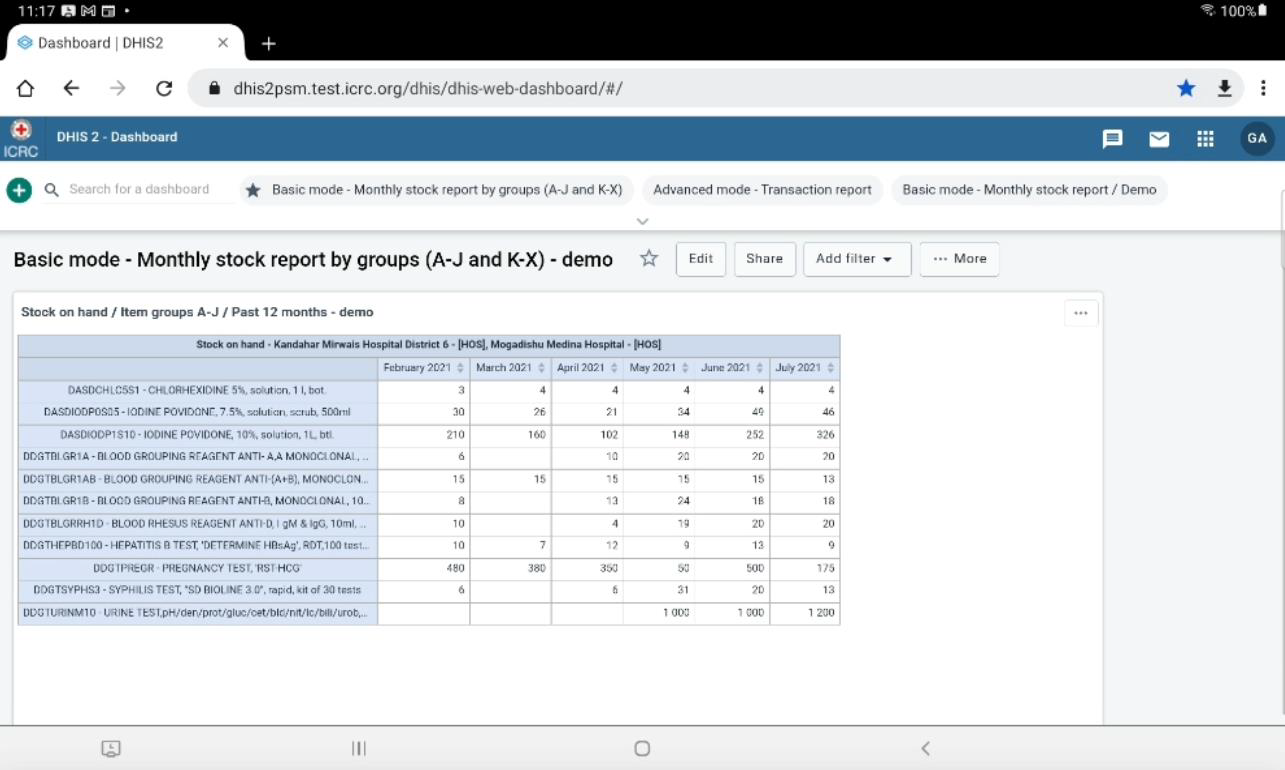 11:17
100%
Dashboard | DHIS2
dhis2psm.test.icrc.org/dhis/dhis-web-dashboard/#/
ICRC
DHIS 2 - Dashboard
GA
Search for a dashboard
Basic mode - Monthly stock report by groups (A-J and K-X)
Advanced mode - Transaction report
Basic mode - Monthly stock report / Demo
Basic mode - Monthly stock report by groups (A-J and K-X) - demo
Edit
Share
Add filter
More
Stock on hand / Item groups A-J / Past 12 months - demo
Stock on hand - Kandahar Mirwais Hospital District 6 - [HOS], Mogadishu Medina Hospital - [HOS]
February 2021 March 2021 April 2021 May 2021 June 2021 July 2021
DASDCHLC5S1 - CHLORHEXIDINE 5%, solution, 1 l, bot. 3 4 4 4 4 4
DASDIODP0S05 - IODINE POVIDONE, 7.5%, solution, scrub, 500ml 30 26 21 34 49 46
DASDIODP1S10 - IODINE POVIDONE, 10%, solution, 1L, btl. 210 160 102 148 252 326
DDGTBLGR1A - BLOOD GROUPING REAGENT ANTI- A,A MONOCLONAL, .. 6 10 20 20 20
DDGTBLGR1AB - BLOOD GROUPING REAGENT ANTI-(A+B), MONOCLON... 15 15 15 15 15 13
DDGTBLGR1B - BLOOD GROUPING REAGENT ANTI-B, MONOCLONAL, 10... 8 13 24 18 18
DDGTBLGRRH1D - BLOOD RHESUS REAGENT ANTI-D, I gM & IgG, 10ml, .. 10 4 19 20 20
DDGTHEPBD100 - HEPATITIS B TEST, 'DETERMINE HBsAg', RDT,100 test... 10 7 12 9 13 9
DDGTPREGR - PREGNANCY TEST, 'RST-HCG' 480 380 350 50 500 175
DDGTSYPHS3 - SYPHILIS TEST, "SD BIOLINE 3.0", rapid, kit of 30 tests 6 31 20 13
DDGTURINM10 - URINE TEST,pH/den/prot/gluc/cet/bld/nit/lc/bili/urob,... 1 000 1 000 1 200